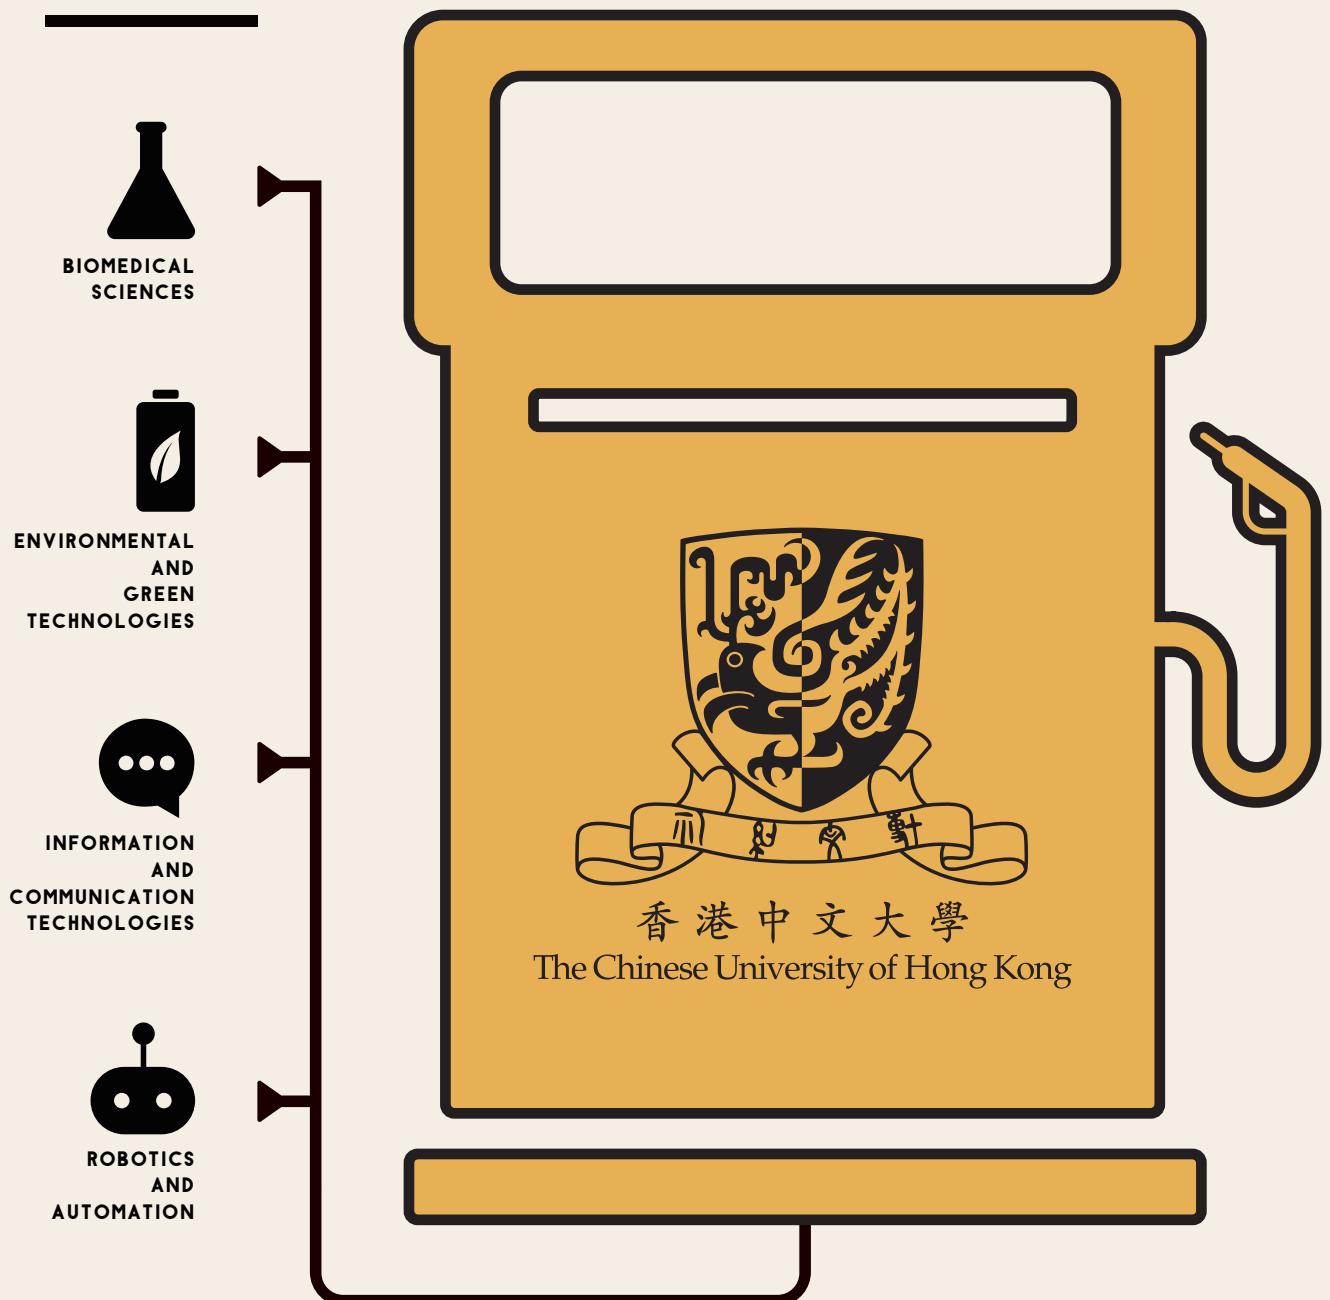 BIOMEDICAL
SCIENCES
ENVIRONMENTAL
AND
GREEN
TECHNOLOGIES
INFORMATION
AND
COMMUNICATION
TECHNOLOGIES
ROBOTICS
AND
AUTOMATION
香港中文大學
The Chinese University of Hong Kong